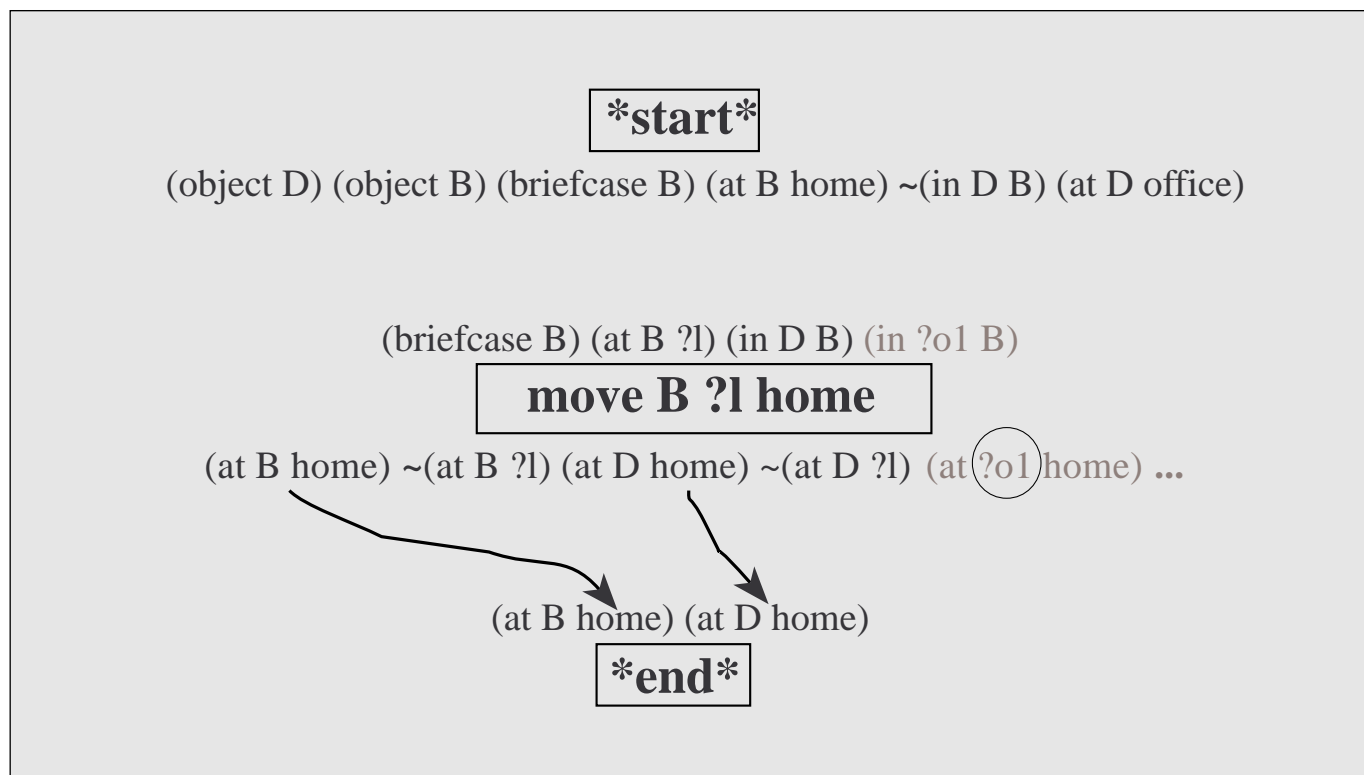 *start*
(object D) (object B) (briefcase B) (at B home) ~(in D B) (at D office)
(briefcase B) (at B ?l) (in D B) (in ?o1 B)
move B ?l home
(at B home) ~(at B ?l) (at D home) ~(at D ?l) (at ?o1 home) ...
(at B home) (at D home)
*end*